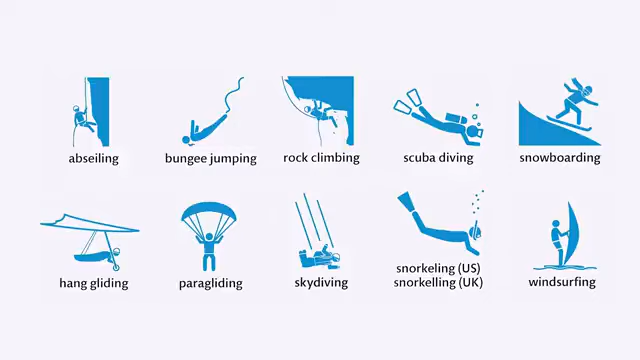 abseiling
bungee jumping
rock climbing
scuba diving
snowboarding
hang gliding
paragliding
skydiving
snorkeling (US)
snorkelling (UK)
windsurfing